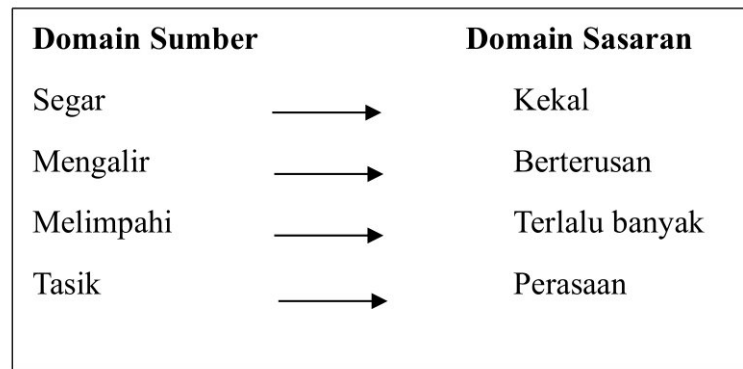 Domain Sumber Domain Sasaran
Segar Kekal
Mengalir Berterusan
Melimpahi Terlalu banyak
Tasik Perasaan